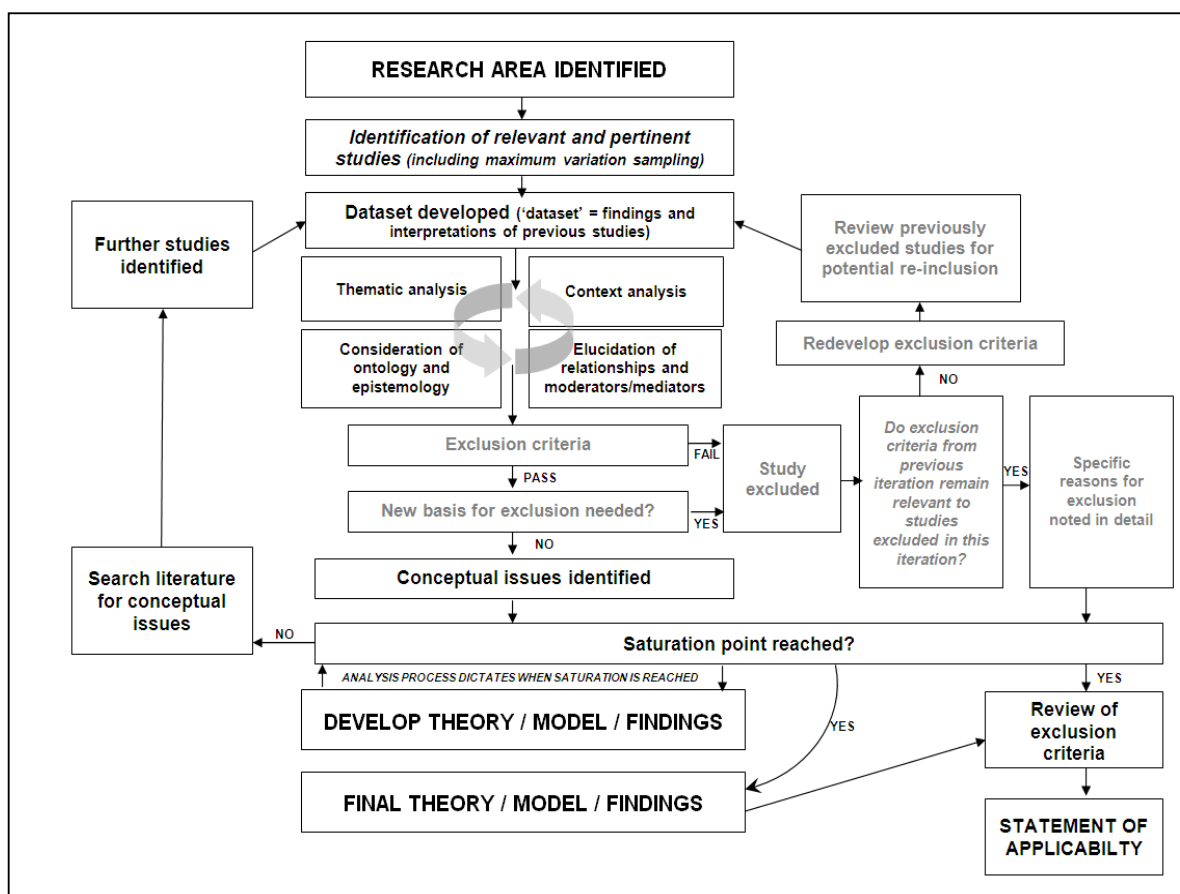 RESEARCH AREA IDENTIFIED
Identification of relevant and pertinent
studies (including maximum variation sampling)
Dataset developed (‘dataset’ = findings and
interpretations of previous studies)
Further studies
identified
Review previously
excluded studies for
potential re-inclusion
Thematic analysis
Context analysis
Consideration of
ontology and
epistemology
Elucidation of
relationships and
moderators/mediators
Redevelop exclusion criteria
NO
Exclusion criteria
FAIL
PASS
Study
excluded
Do exclusion
criteria from
previous
iteration remain
relevant to
studies
excluded in this
iteration?
YES
Specific
reasons for
exclusion
noted in detail
New basis for exclusion needed?
YES
NO
Conceptual issues identified
Search literature
for conceptual
issues
NO
Saturation point reached?
ANALYSIS PROCESS DICTATES WHEN SATURATION IS REACHED
YES
DEVELOP THEORY / MODEL / FINDINGS
YES
Review of
exclusion
criteria
FINAL THEORY / MODEL / FINDINGS
STATEMENT OF
APPLICABILTY